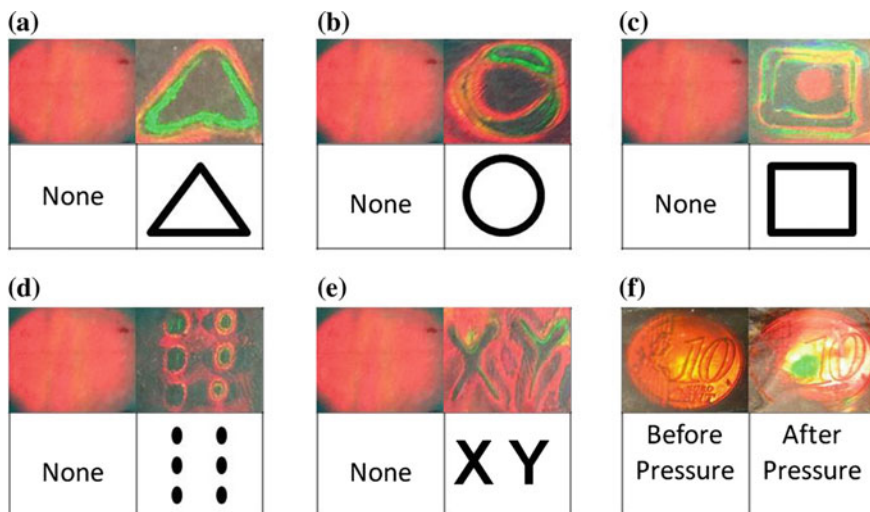 (a)
(b)
(c)
None
None
None
(d)
(e)
(f)
10
10
None
None
X Y
Before
Pressure
After
Pressure